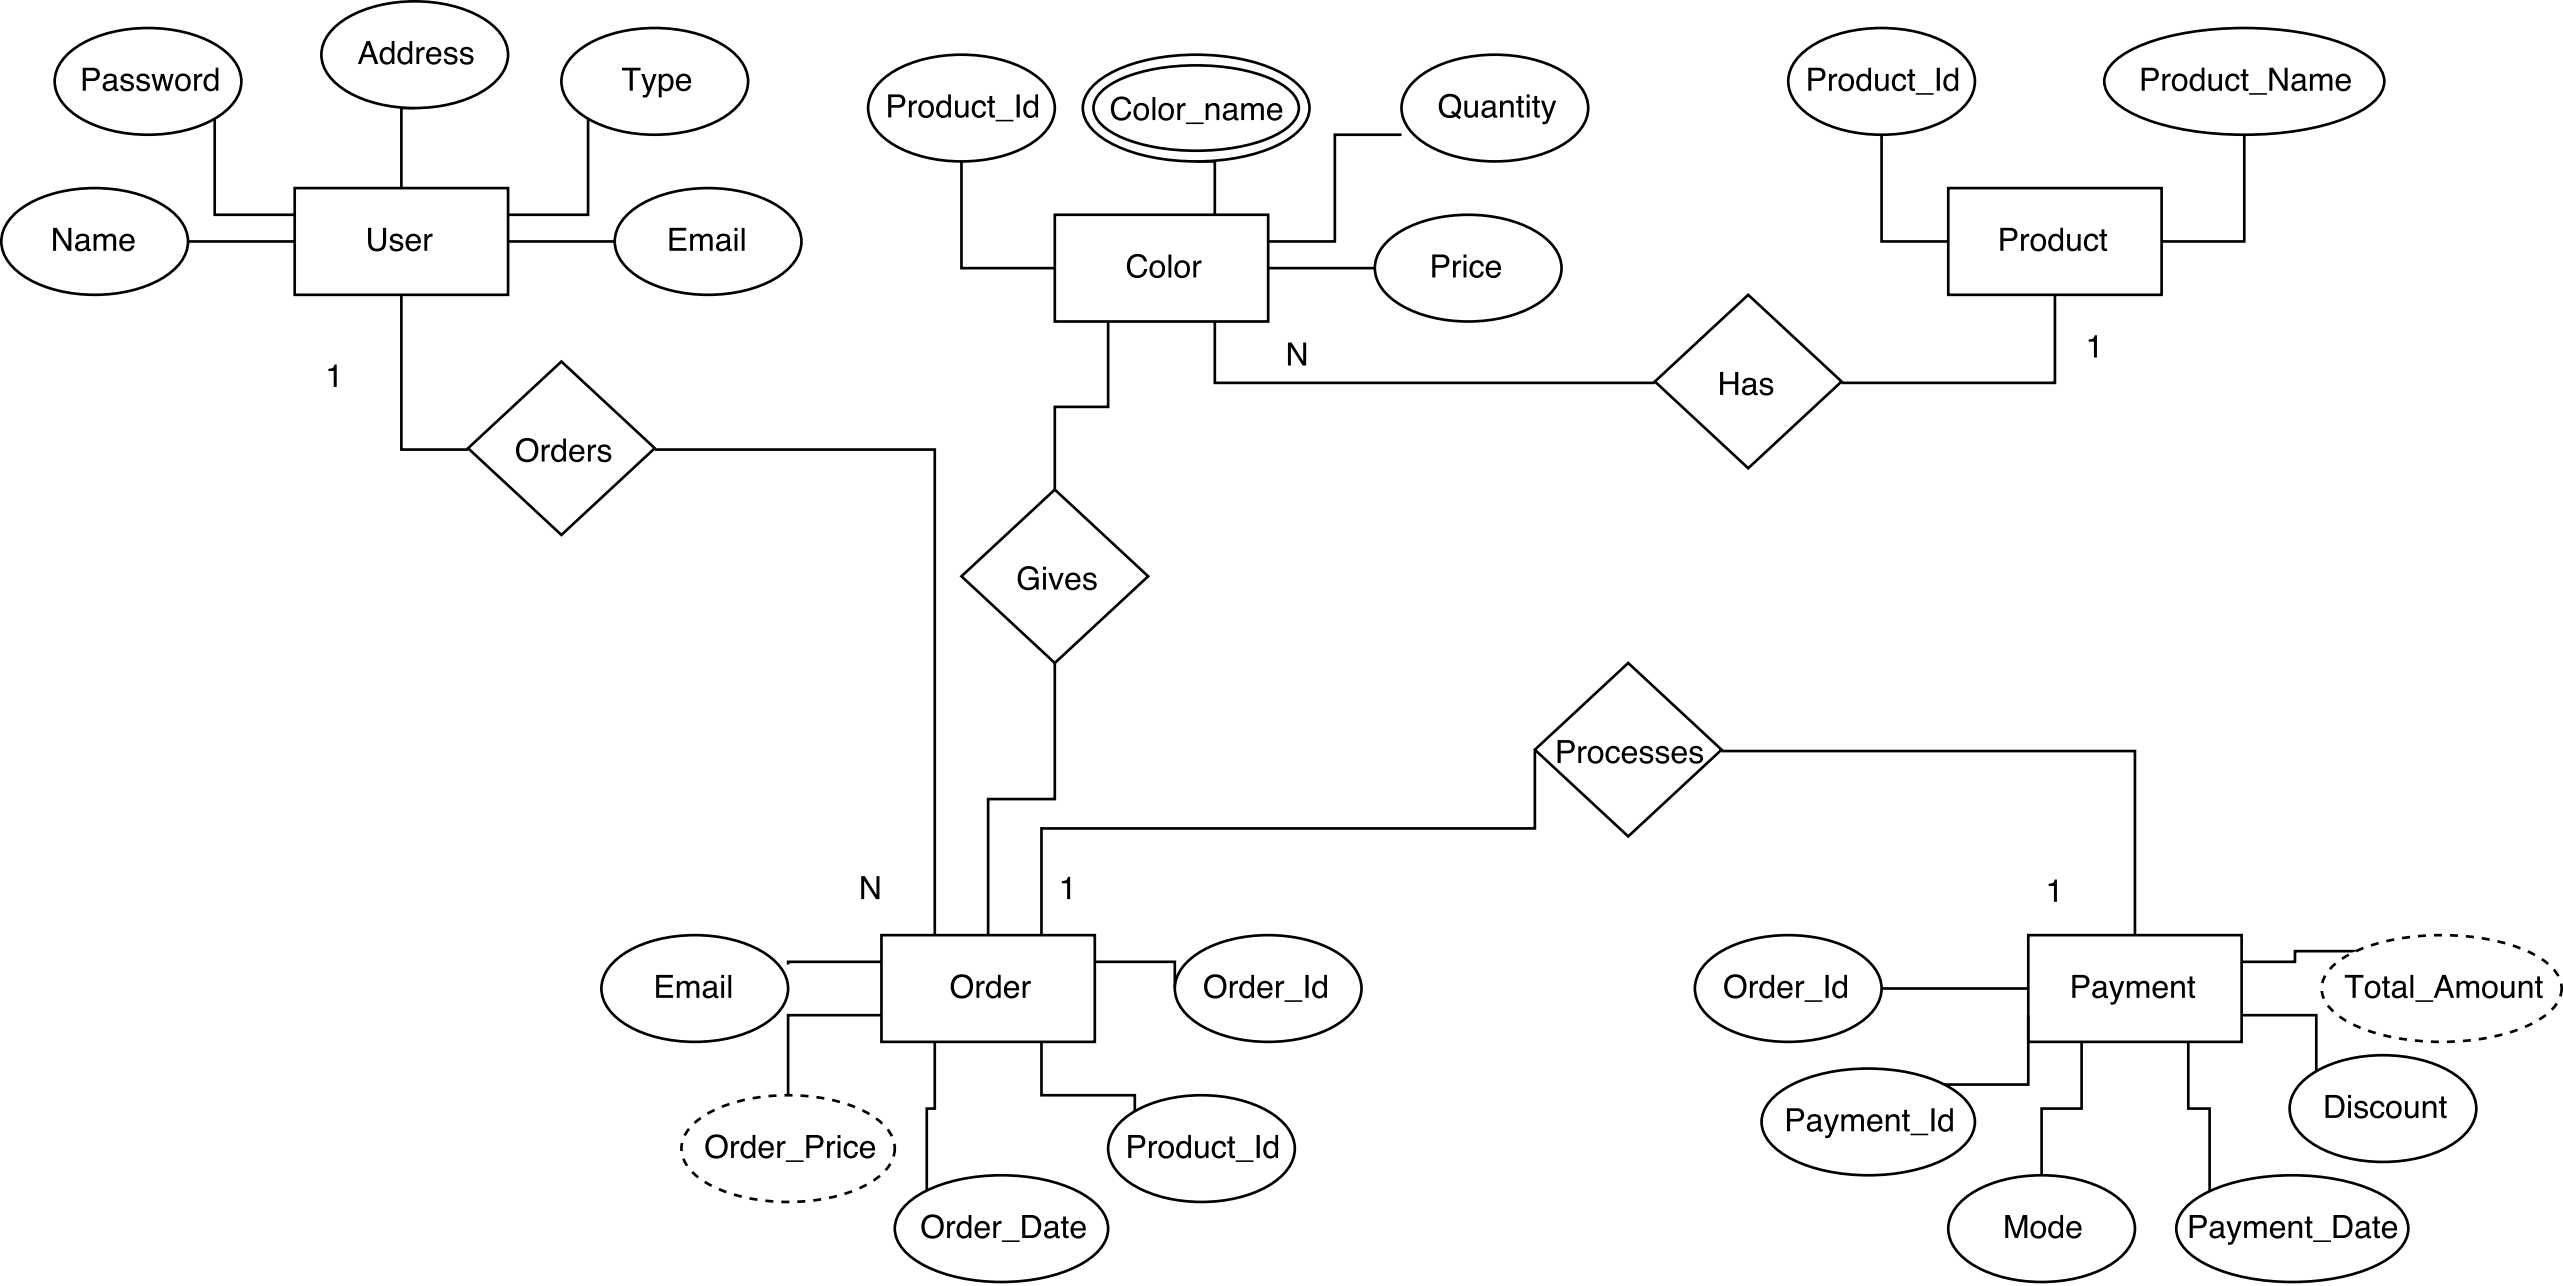 Address
Password
Type
Product_Id
Color_name
Quantity
Product_Id
Product_Name
Name
User
Email
Color
Price
Product
1
N
Has
1
Orders
Gives
Processes
N
1
1
Email
Order
Order_Id
Order_Id
Payment
Total_Amount
Order_Price
Product_Id
Payment_Id
Discount
Order_Date
Mode
Payment_Date